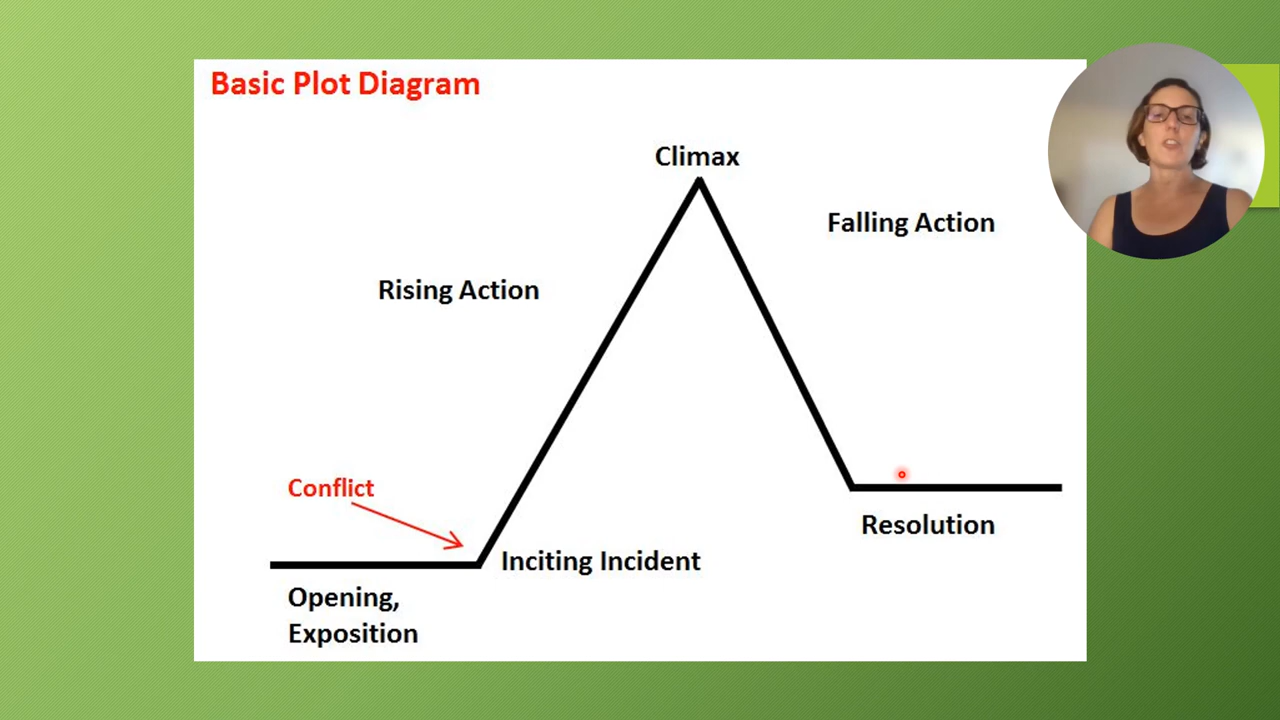 Basic Plot Diagram
Climax
Falling Action
Rising Action
Conflict
Resolution
Inciting Incident
Opening,
Exposition